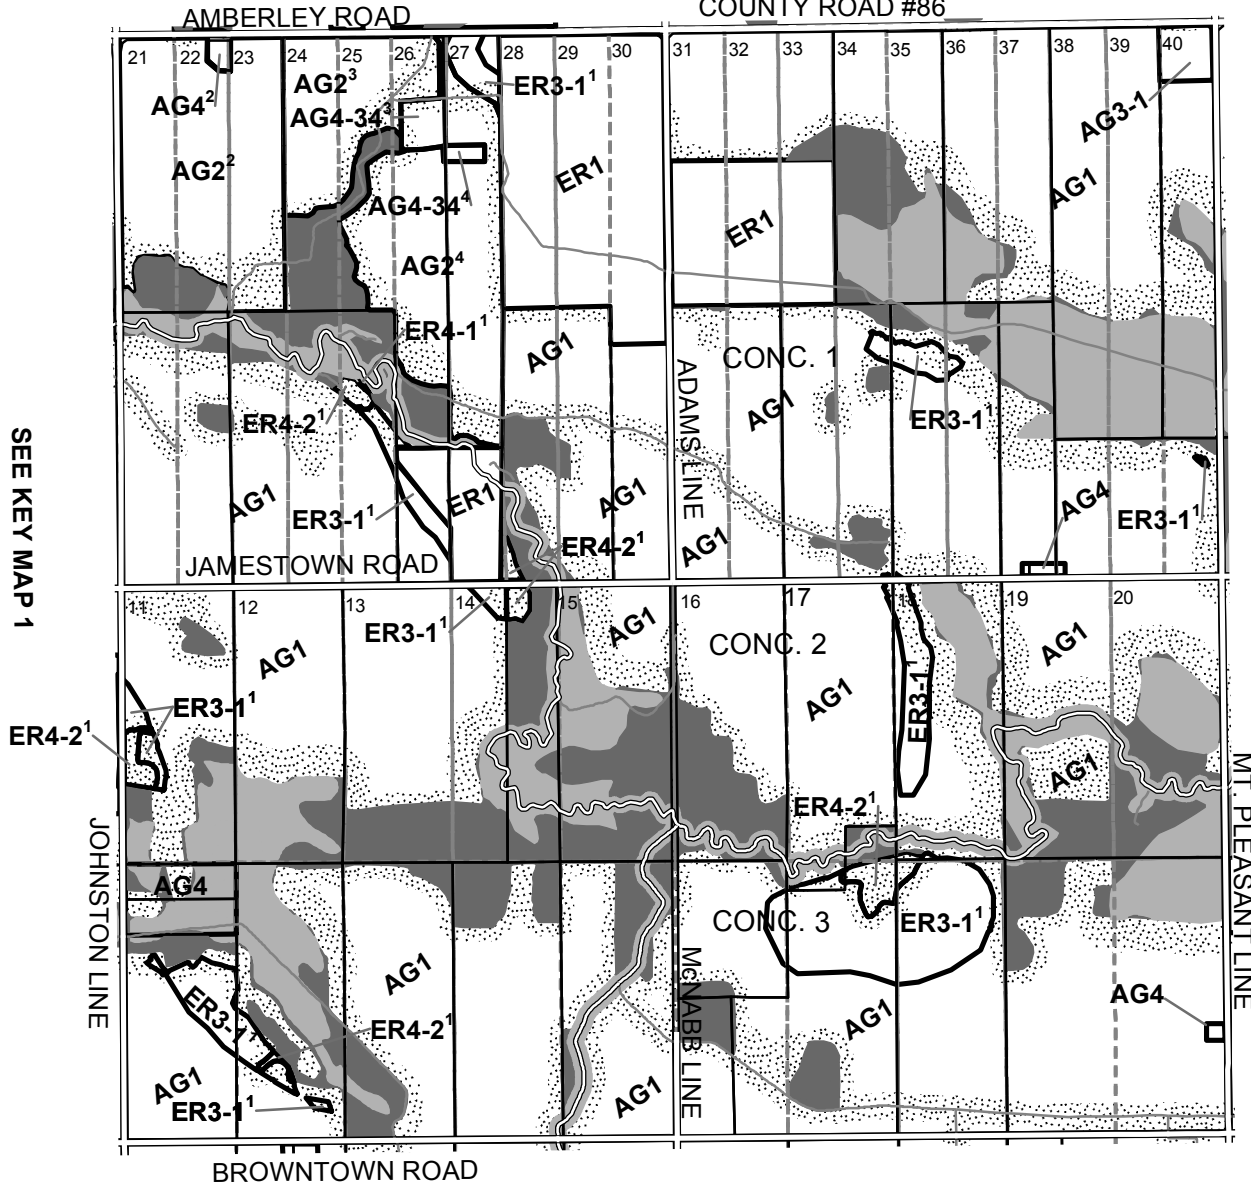 AMBERLEY ROAD
COUNTY ROAD #86
21 22 23 24 25 26 27 28 29 30 31 32 33 34 35 36 37 38 39 40
AG4²
AG2³
ER3-1¹
AG4-34³
AG3-1
AG2²
ER1
AG1
AG4-34⁴
ER1
AG2⁴
ER4-1¹
AG1
CONC. 1
ADAMS LINE
AG1
ER3-1¹
ER4-2¹
SEE KEY MAP 1
AG1
ER3-1¹
ER1
AG1
AG4
ER3-1¹
AG1
ER4-2¹
JAMESTOWN ROAD
11 12 13 14 15 16 17 18 19 20
ER3-1¹
AG1
AG1
CONC. 2
AG1
AG1
ER3-1¹
ER3-1¹
ER4-2¹
AG1
MT. PLEASANT LINE
ER4-2¹
JOHNSTON LINE
AG4
CONC. 3
ER3-1¹
McNABB LINE
AG1
AG4
ER3-1¹
ER4-2¹
AG1
AG1
AG1
ER3-1¹
BROWNTOWN ROAD